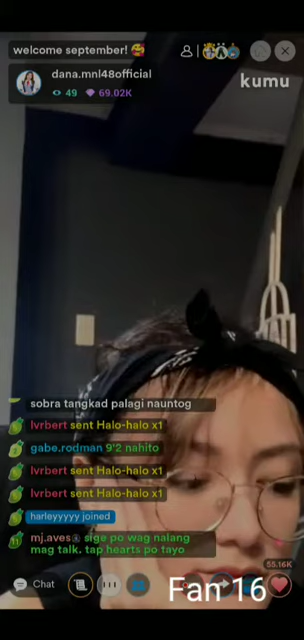 welcome september! 🥰
dana.mnl48official
49 69.02K
kumu
sobra tangkad palagi nauntog
lvrbert sent Halo-halo x1
gabe.rodman 9'2 nahito
lvrbert sent Halo-halo x1
lvrbert sent Halo-halo x1
harleyyyyy joined
mj.aves sige po wag nalang
mag talk. tap hearts po tayo
55.16K
Chat
Fan 16